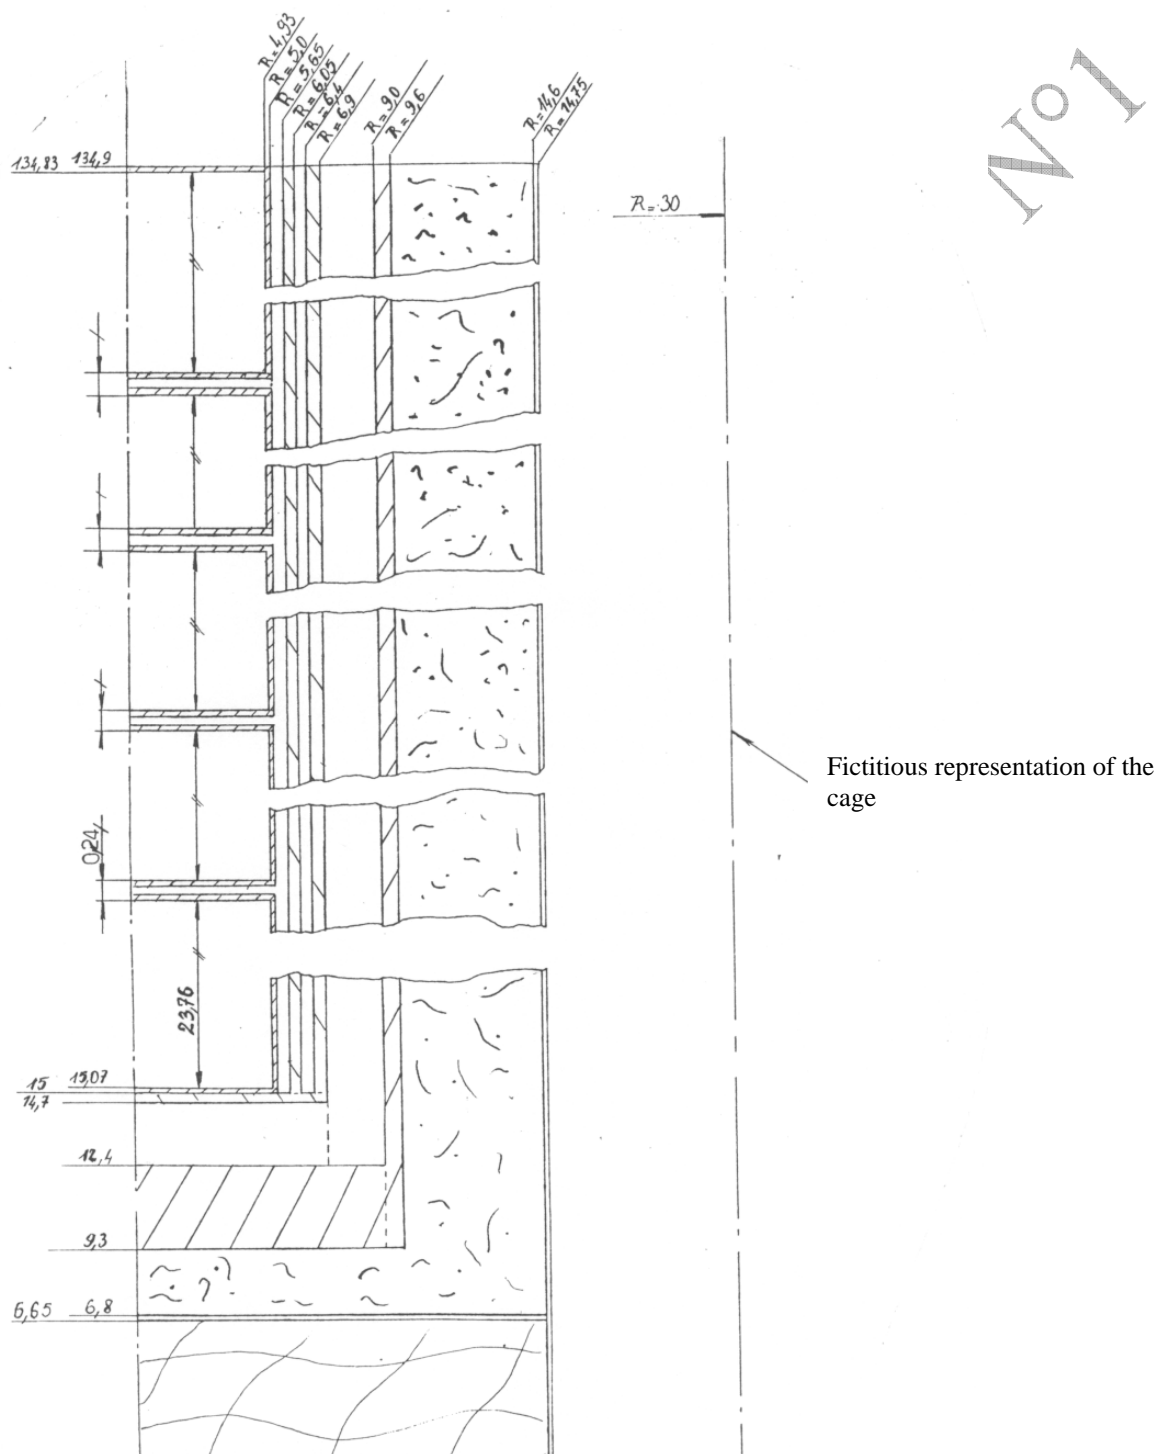 R=4,93
R=5,0
R=5,65
R=6,05
R=6,4
R=6,9
R=9,0
R=9,6
R=14,6
R=14,75
N°1
134,83 134,9
R=30
Fictitious representation of the
cage
0,24
23,76
15 15,07
14,7
12,4
9,3
6,65 6,8